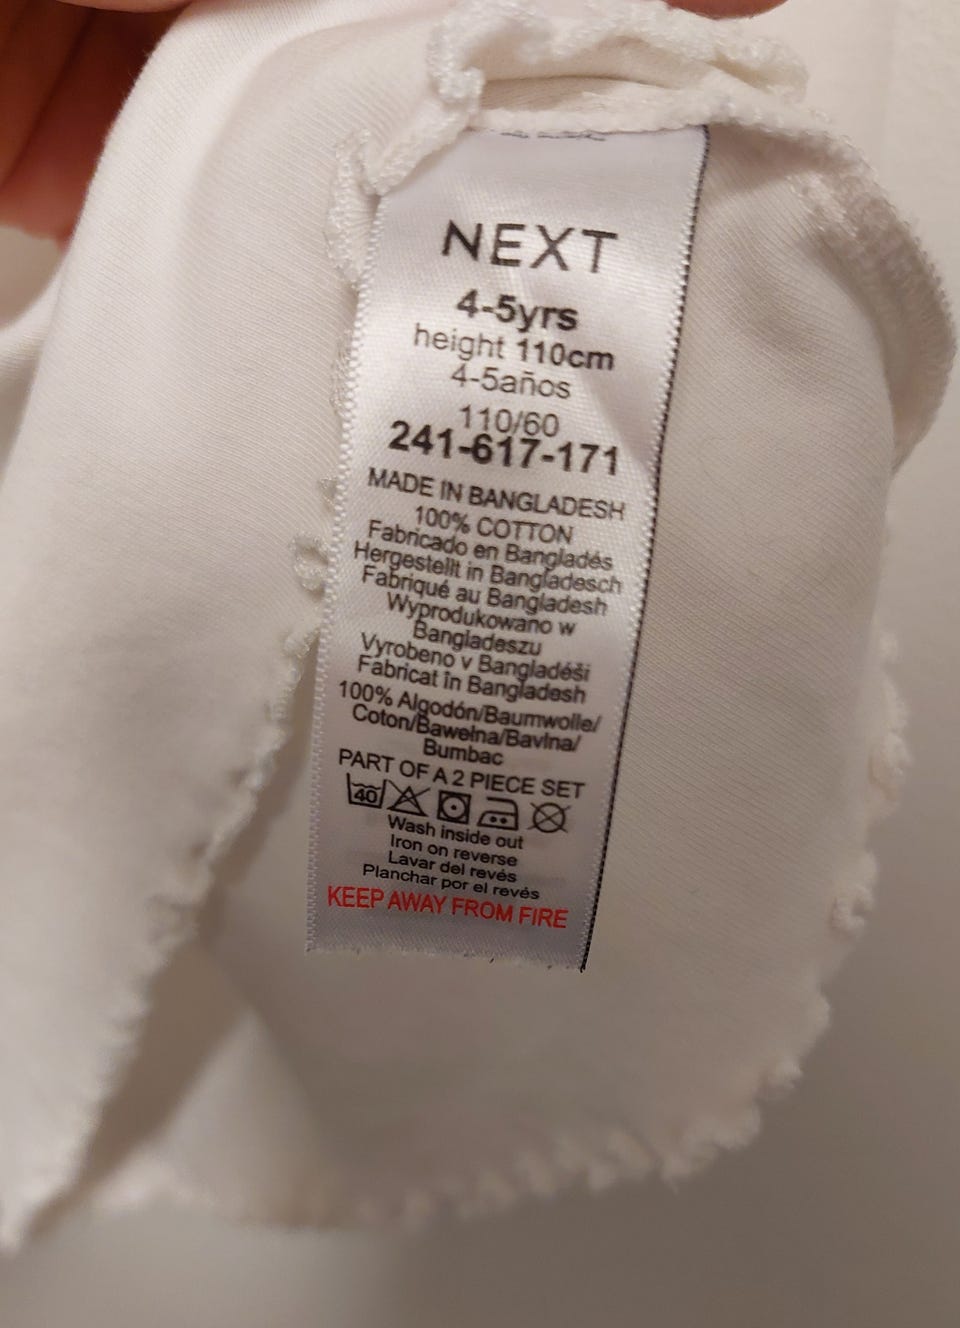 NEXT
4-5yrs
height 110cm
4-5años
110/60
241-617-171
MADE IN BANGLADESH
100% COTTON
Fabricado en Bangladés
Hergestellt in Bangladesch
Fabriqué au Bangladesh
Wyprodukowano w
Bangladeszu
Vyrobeno v Bangladéši
Fabricat în Bangladesh
100% Algodón/Baumwolle/
Coton/Bawełna/Bavlna/
Bumbac
PART OF A 2 PIECE SET
40
Wash inside out
Iron on reverse
Lavar del revés
Planchar por el revés
KEEP AWAY FROM FIRE